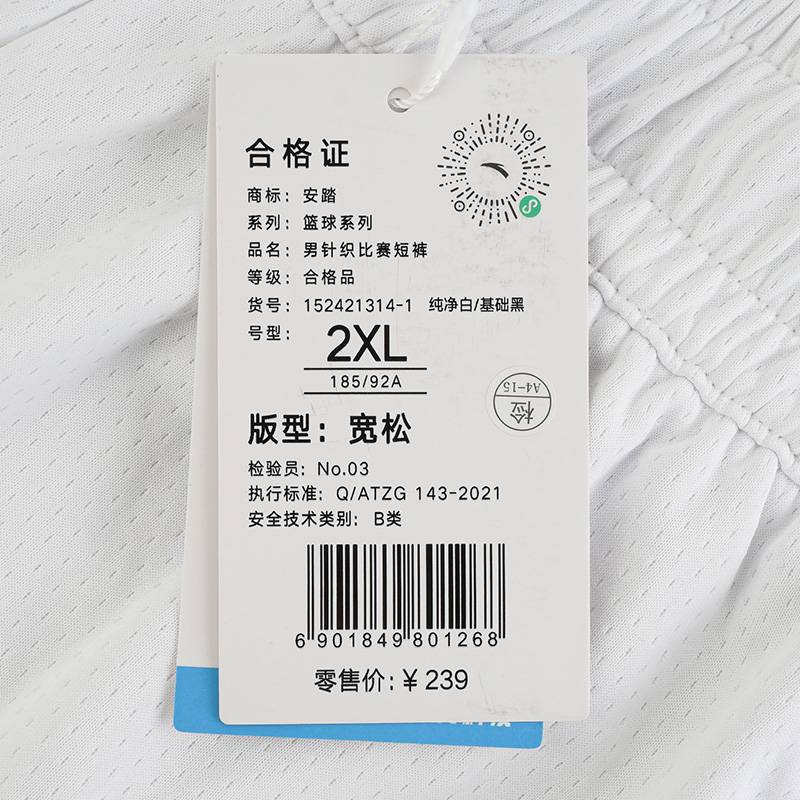 合格证
商标：安踏
系列：篮球系列
品名：男针织比赛短裤
等级：合格品
货号：152421314-1 纯净白/基础黑
号型：
2XL
185/92A
检
A4-15
版型：宽松
检验员：No.03
执行标准：Q/ATZG 143-2021
安全技术类别：B类
6 901849 801268
零售价：¥239